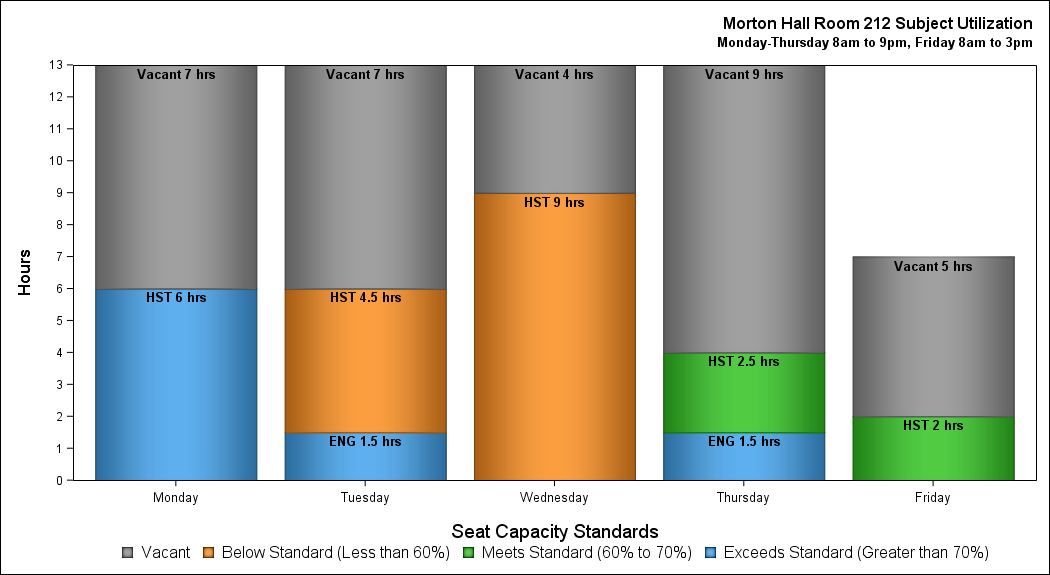 Morton Hall Room 212 Subject Utilization
Monday-Thursday 8am to 9pm, Friday 8am to 3pm
Hours
13
12
11
10
9
8
7
6
5
4
3
2
1
0
Vacant 7 hrs
HST 6 hrs
Vacant 7 hrs
HST 4.5 hrs
ENG 1.5 hrs
Vacant 4 hrs
HST 9 hrs
Vacant 9 hrs
HST 2.5 hrs
ENG 1.5 hrs
Vacant 5 hrs
HST 2 hrs
Monday Tuesday Wednesday Thursday Friday
Seat Capacity Standards
Vacant Below Standard (Less than 60%) Meets Standard (60% to 70%) Exceeds Standard (Greater than 70%)